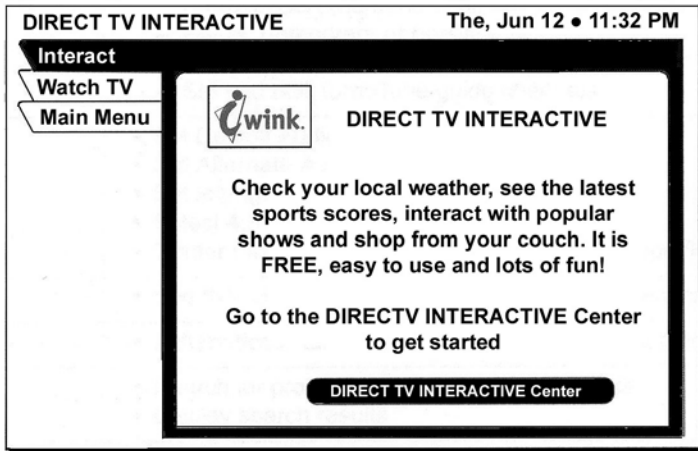 DIRECT TV INTERACTIVE The, Jun 12 ● 11:32 PM
Interact
Watch TV
Main Menu
wink.
DIRECT TV INTERACTIVE
Check your local weather, see the latest
sports scores, interact with popular
shows and shop from your couch. It is
FREE, easy to use and lots of fun!
Go to the DIRECTV INTERACTIVE Center
to get started
DIRECT TV INTERACTIVE Center